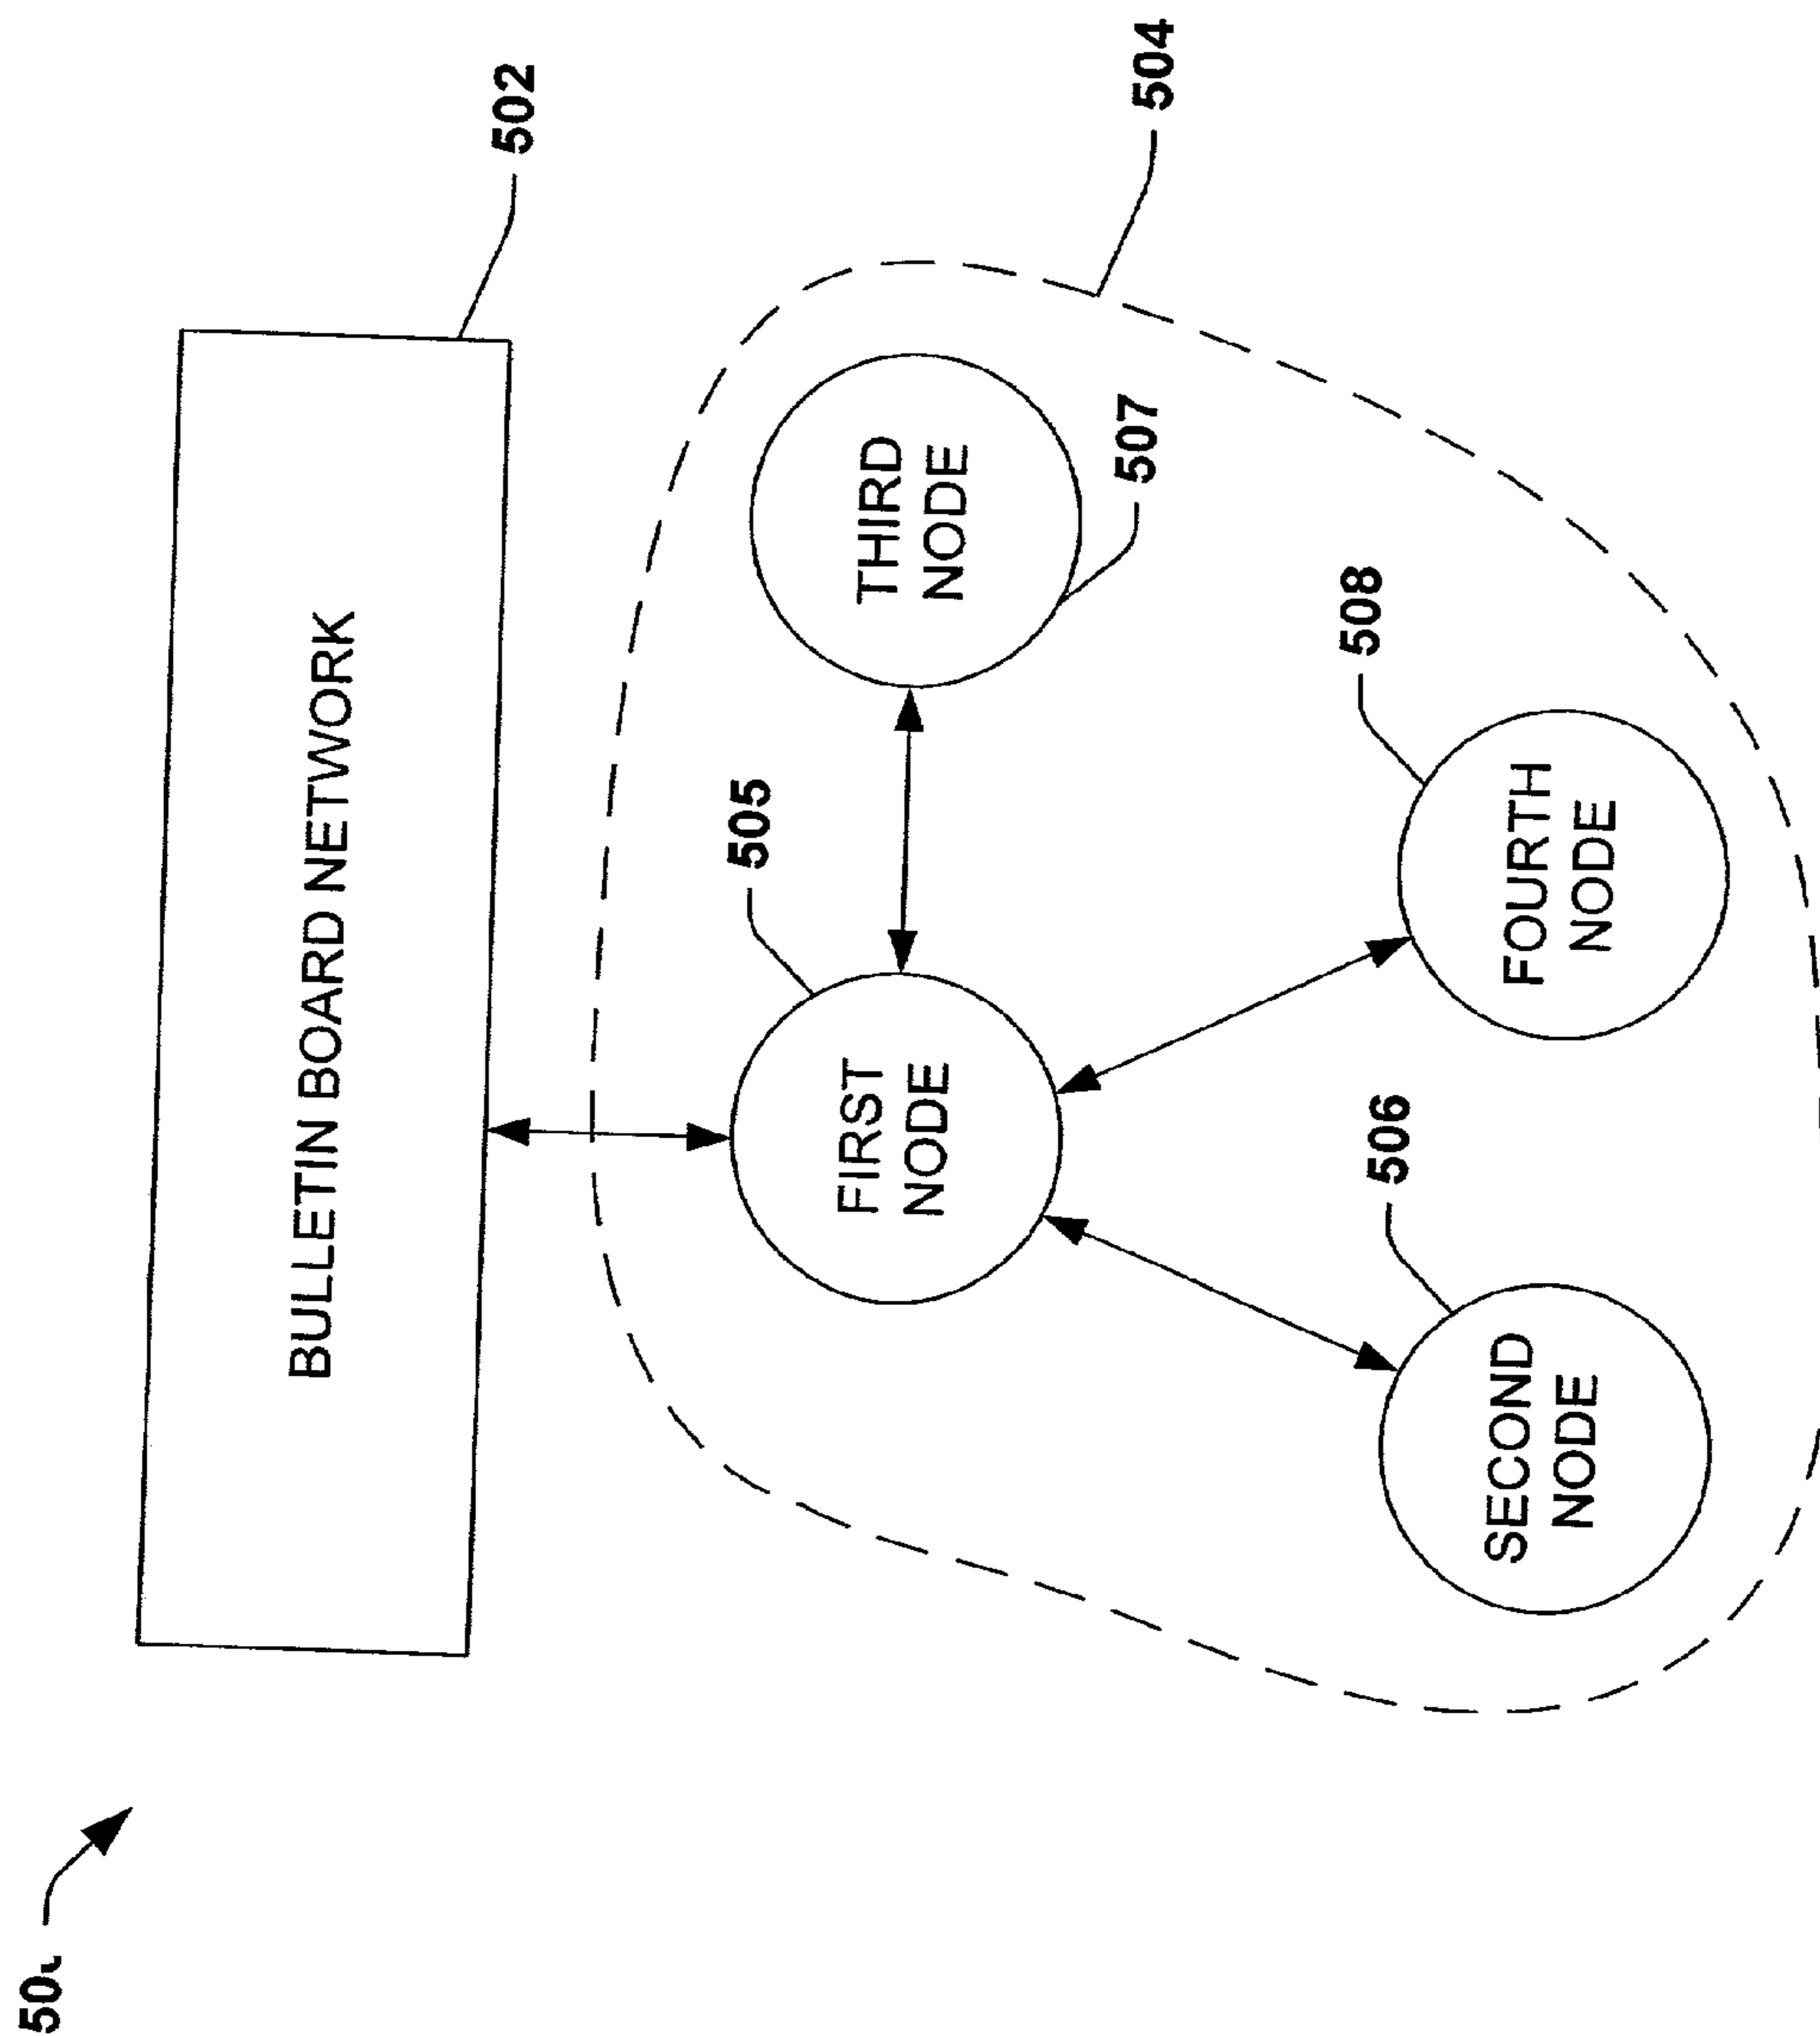 502
BULLETIN BOARD NETWORK
504
505
FIRST
NODE
THIRD
NODE
507
506
SECOND
NODE
508
FOURTH
NODE